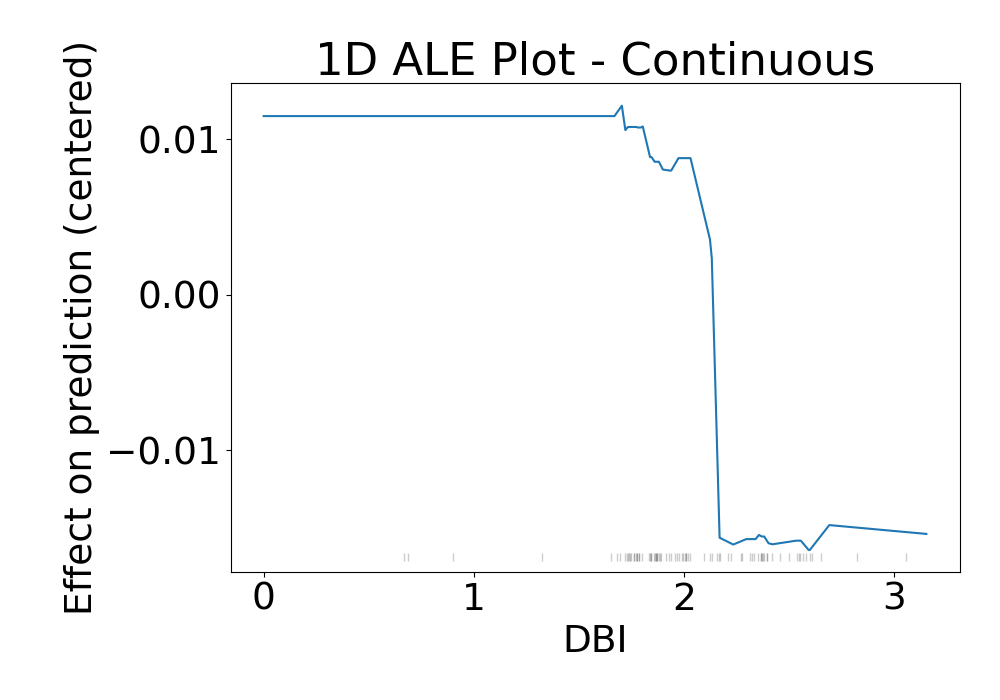 1D ALE Plot - Continuous
Effect on prediction (centered)
0.01
0.00
−0.01
0 1 2 3
DBI